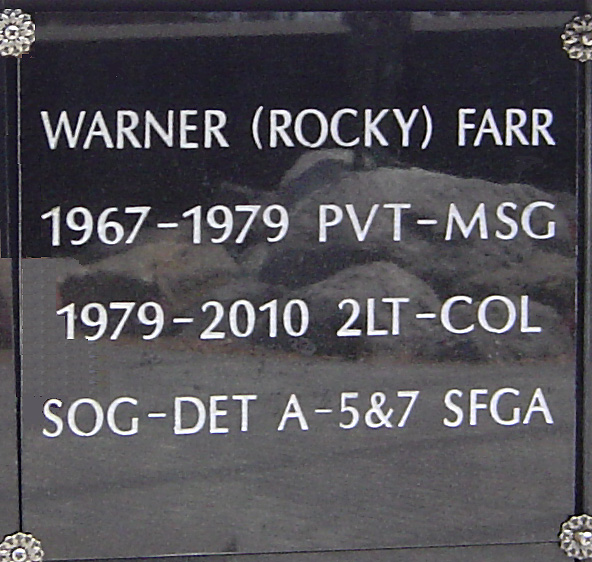 WARNER (ROCKY) FARR
1967-1979 PVT-MSG
1979-2010 2LT-COL
SOG-DET A-5&7 SFGA